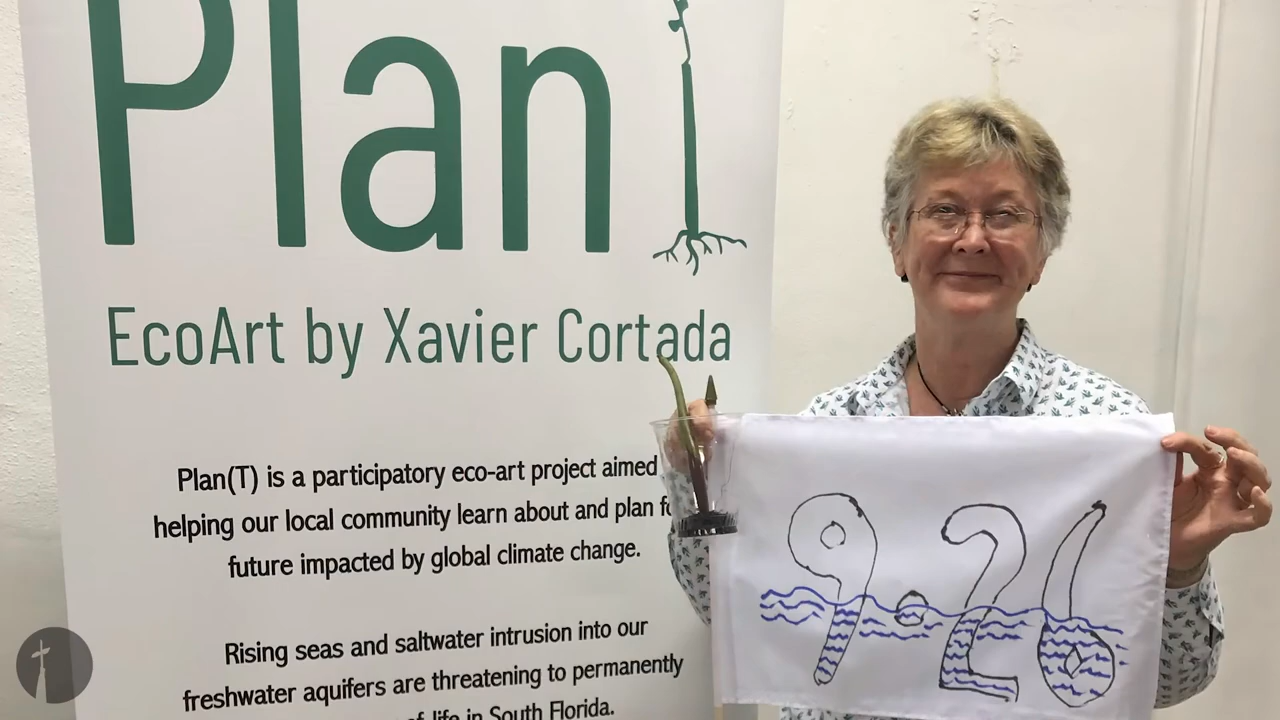 Plan
EcoArt by Xavier Cortada
Plan(T) is a participatory eco-art project aimed
helping our local community learn about and plan
future impacted by global climate change.
Rising seas and saltwater intrusion into our
freshwater aquifers are threatening to permanently
of life in South Florida.
9.26